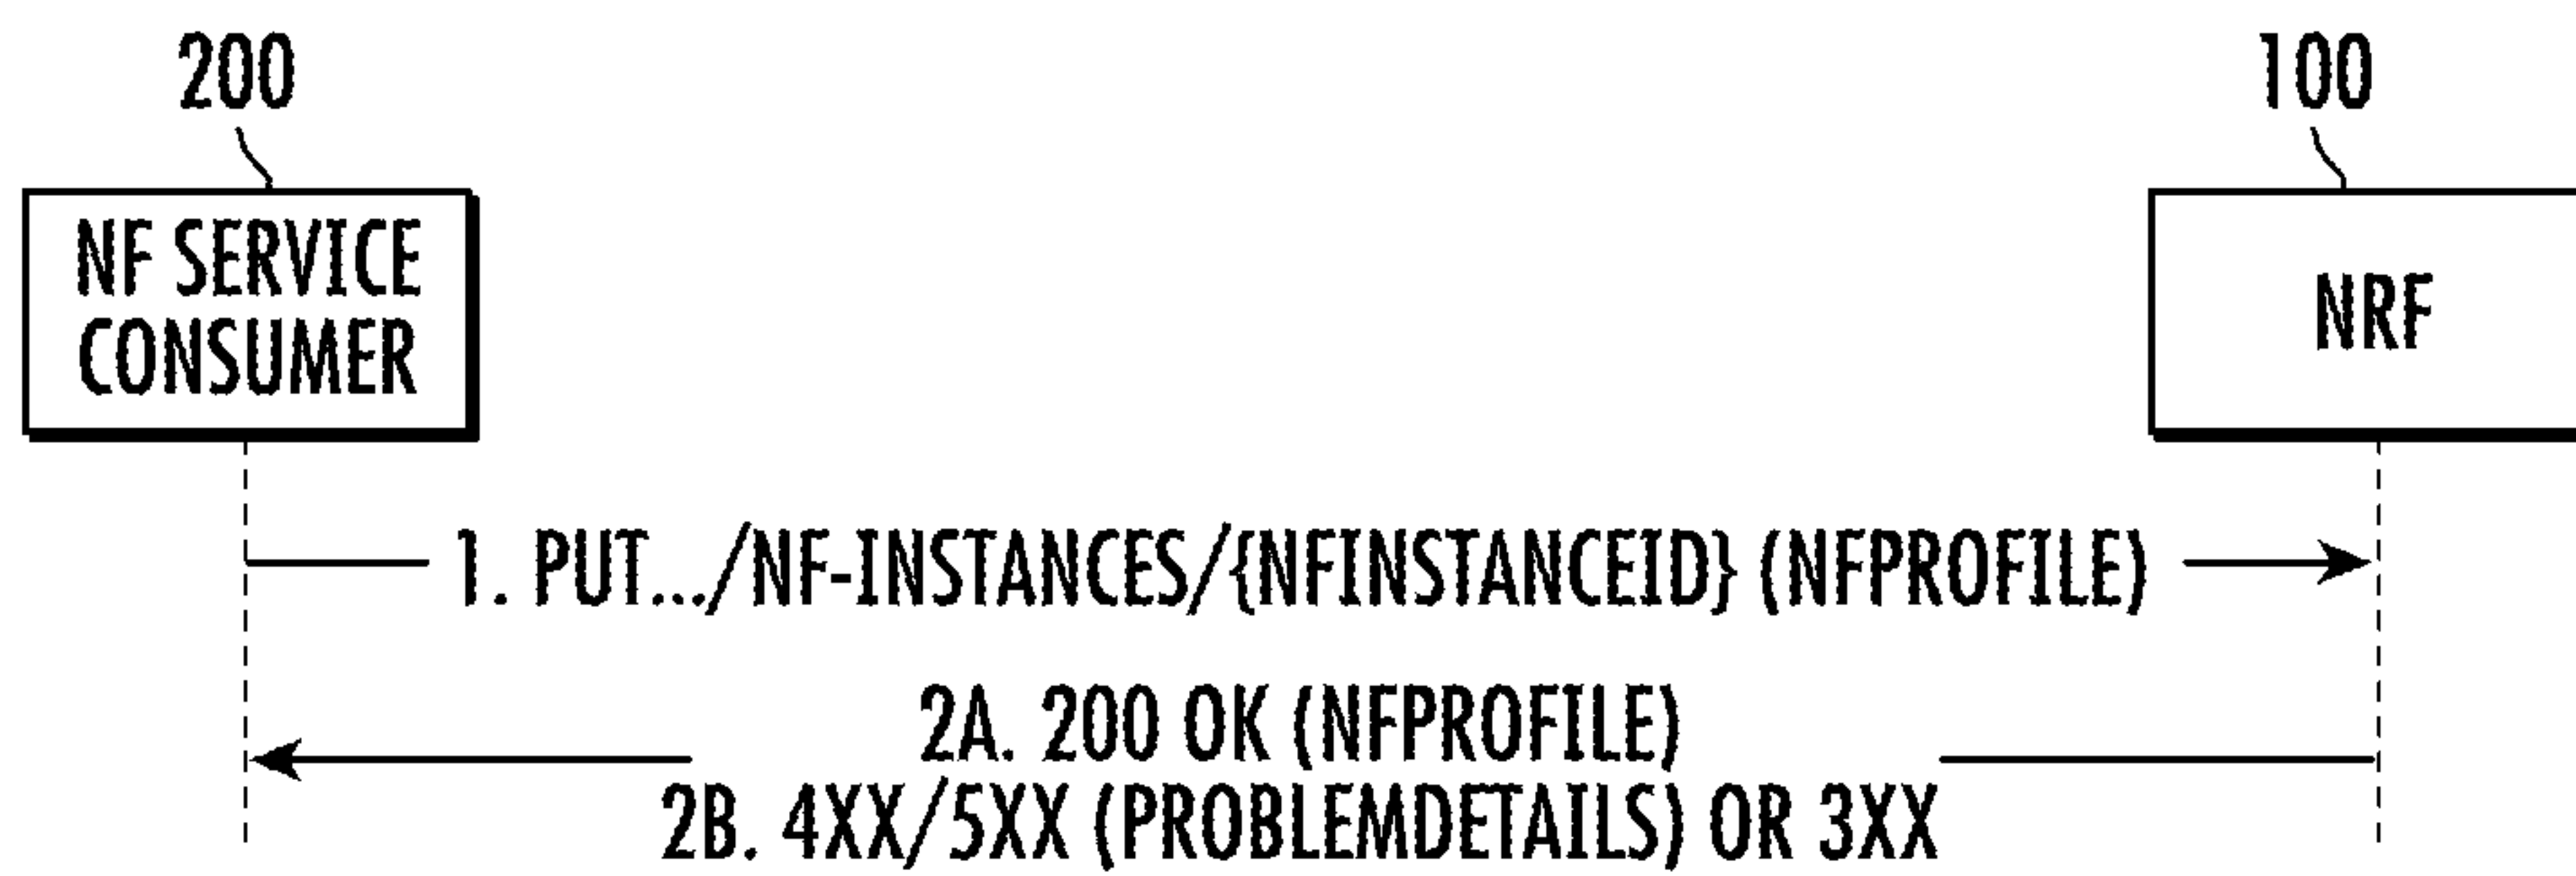 200
100
NF SERVICE
CONSUMER
NRF
1. PUT.../NF-INSTANCES/{NFINSTANCEID} (NFPROFILE)
2A. 200 OK (NFPROFILE)
2B. 4XX/5XX (PROBLEMDETAILS) OR 3XX